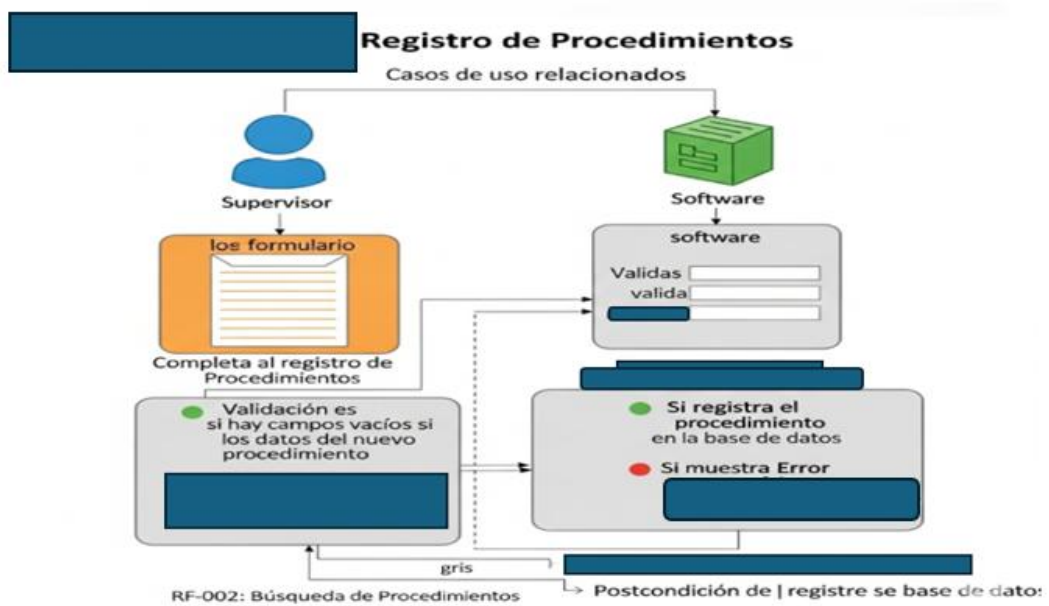 Registro de Procedimientos
Casos de uso relacionados
Supervisor
Software
los formulario
software
Validas
valida
Completa al registro de
Procedimientos
Validación es
si hay campos vacíos si
los datos del nuevo
procedimiento
Si registra el
procedimiento
en la base de datos
Si muestra Error
gris
RF-002: Búsqueda de Procedimientos
Postcondición de | registre se base de datos